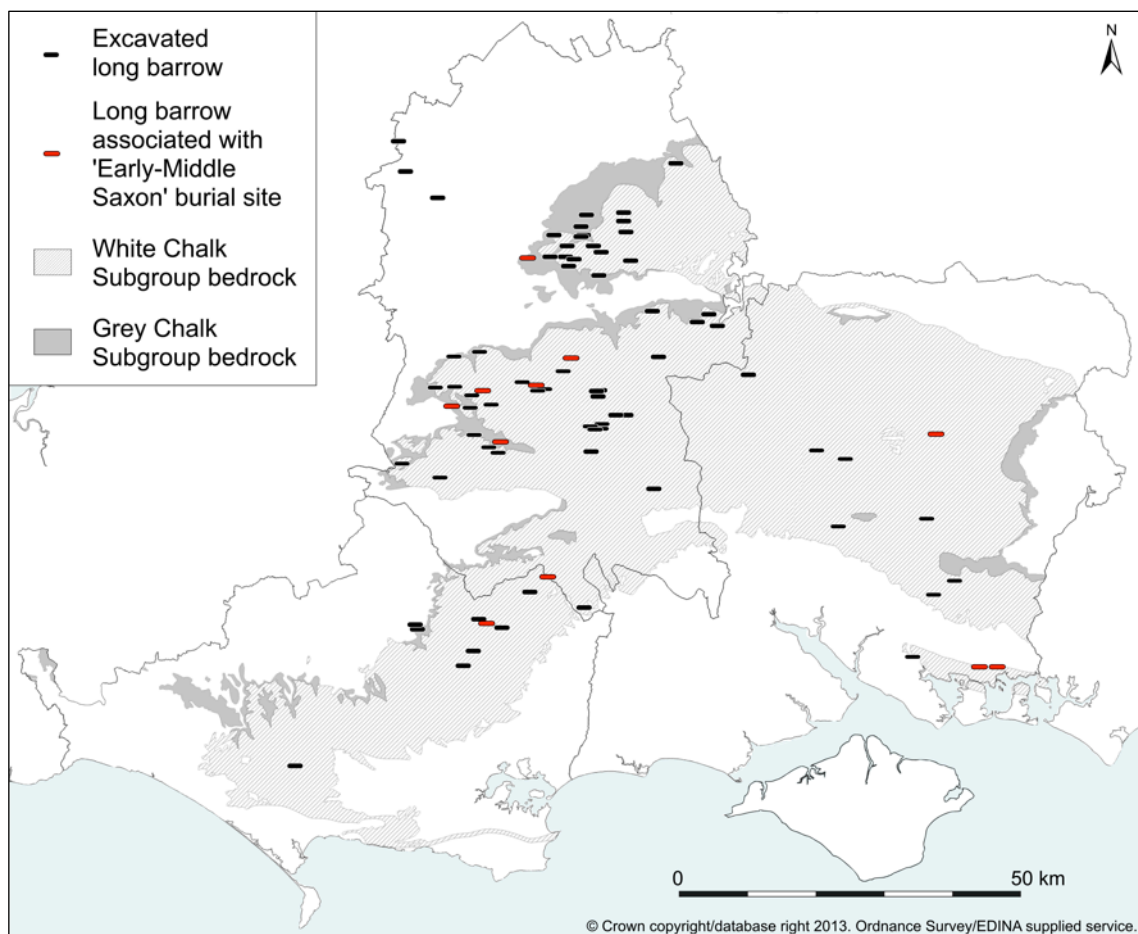 Excavated
long barrow
Long barrow
associated with
'Early-Middle
Saxon' burial site
White Chalk
Subgroup bedrock
Grey Chalk
Subgroup bedrock
N
0 50 km
© Crown copyright/database right 2013. Ordnance Survey/EDINA supplied service.